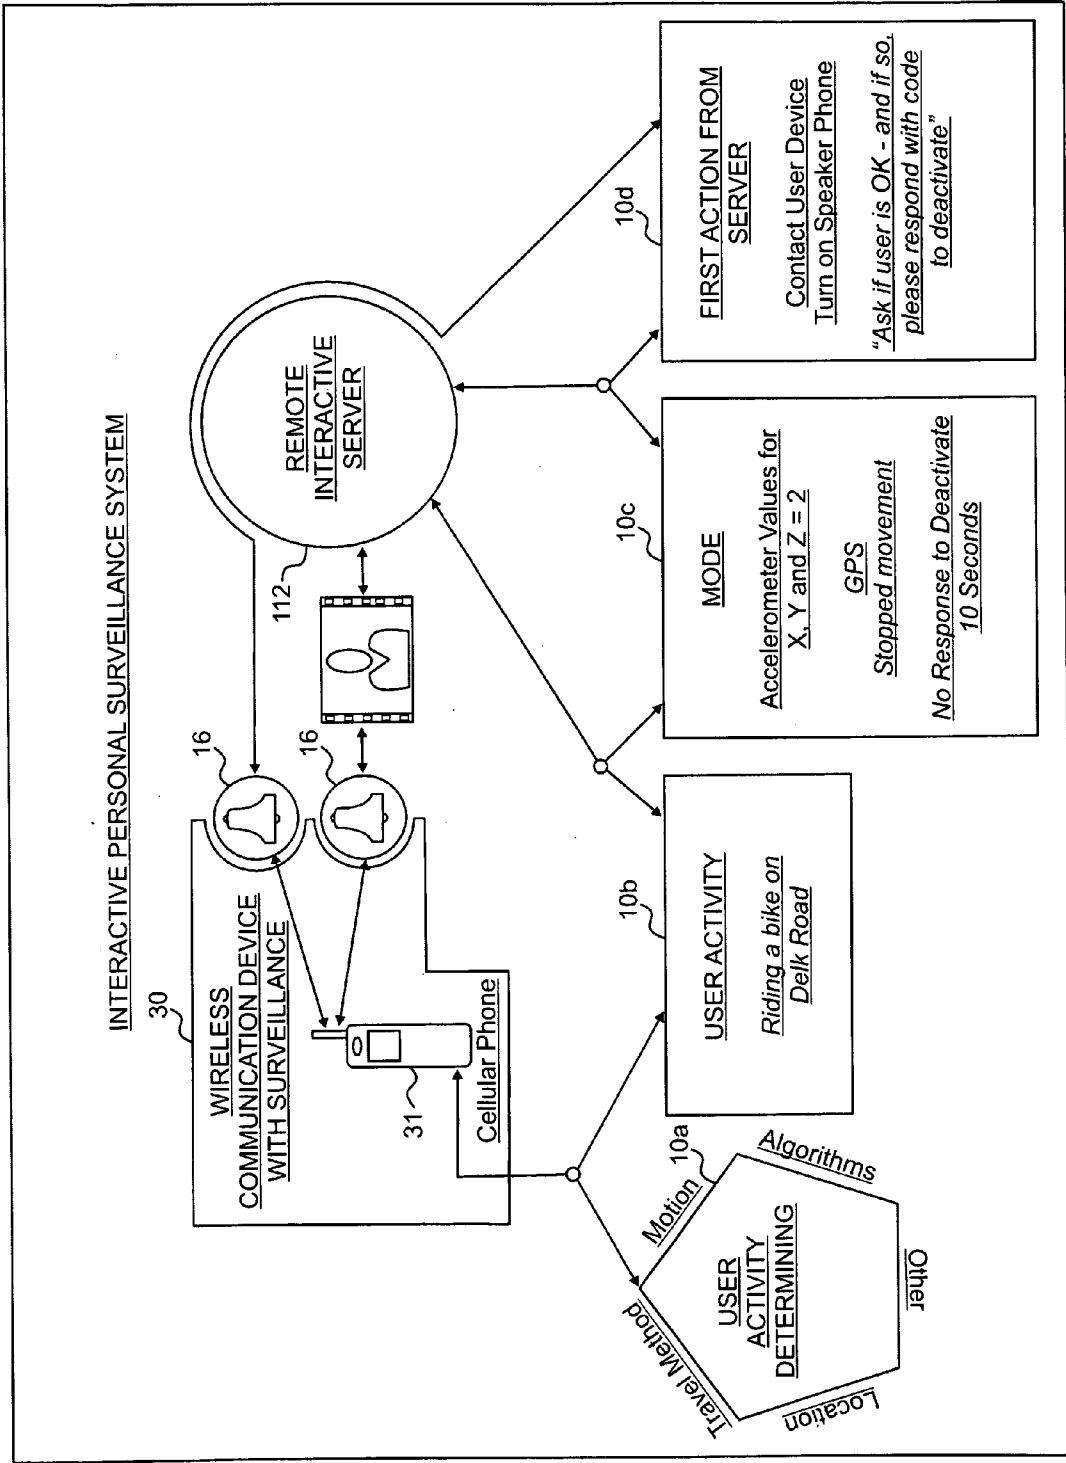 INTERACTIVE PERSONAL SURVEILLANCE SYSTEM
30
WIRELESS
COMMUNICATION DEVICE
WITH SURVEILLANCE
16
16
31
Cellular Phone
112
REMOTE
INTERACTIVE
SERVER
10a
Motion
Algorithms
Other
Location
Travel Method
USER
ACTIVITY
DETERMINING
10b
USER ACTIVITY
Riding a bike on
Delk Road
10c
MODE
Accelerometer Values for
X, Y and Z = 2
GPS
Stopped movement
No Response to Deactivate
10 Seconds
10d
FIRST ACTION FROM
SERVER
Contact User Device
Turn on Speaker Phone
“Ask if user is OK - and if so,
please respond with code
to deactivate”